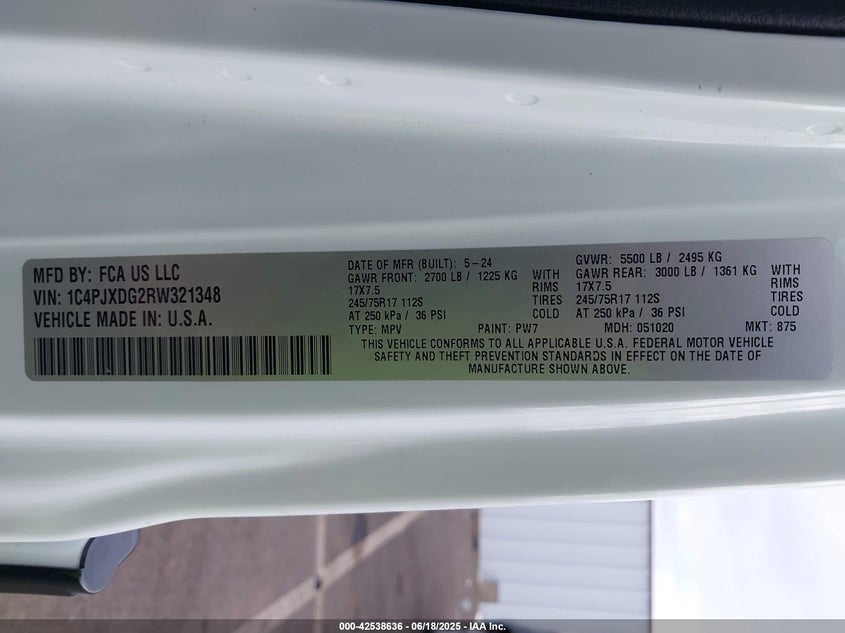 MFD BY: FCA US LLC
VIN: 1C4PJXDG2RW321348
VEHICLE MADE IN: U.S.A.
DATE OF MFR (BUILT): 5-24
GAWR FRONT: 2700 LB / 1225 KG WITH
17X7.5 RIMS
245/75R17 112S TIRES
AT 250 kPa / 36 PSI COLD
TYPE: MPV PAINT: PW7
GVWR: 5500 LB / 2495 KG
GAWR REAR: 3000 LB / 1361 KG WITH
17X7.5 RIMS
245/75R17 112S TIRES
AT 250 kPa / 36 PSI COLD
MDH: 051020 MKT: 875
THIS VEHICLE CONFORMS TO ALL APPLICABLE U.S.A. FEDERAL MOTOR VEHICLE
SAFETY AND THEFT PREVENTION STANDARDS IN EFFECT ON THE DATE OF
MANUFACTURE SHOWN ABOVE.
000-42538636 - 06/18/2025 - IAA Inc.